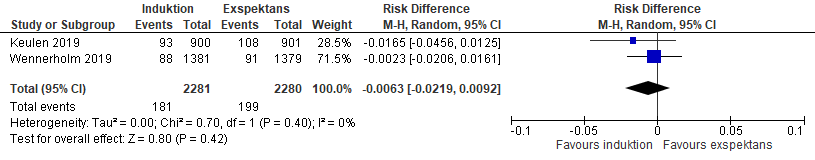 Induktion Ekspektans Risk Difference Risk Difference
Study or Subgroup Events Total Events Total Weight M-H, Random, 95% CI M-H, Random, 95% CI
Keulen 2019 93 900 108 901 28.5% -0.0165 (-0.0456, 0.0125)
Wennerholm 2019 88 1381 91 1379 71.5% -0.0023 (-0.0206, 0.0161)
Total (95% CI) 2281 2280 100.0% -0.0063 (-0.0219, 0.0092)
Total events 181 199
Heterogeneity: Tau² = 0.00; Chi² = 0.70, df = 1 (P = 0.40); I² = 0%
Test for overall effect: Z = 0.80 (P = 0.42)
-0.1 -0.05 0 0.05 0.1
Favours induktion Favours exspektans